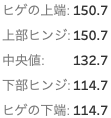 ヒゲの上端: 150.7
上部ヒンジ: 150.7
中央値: 132.7
下部ヒンジ: 114.7
ヒゲの下端: 114.7